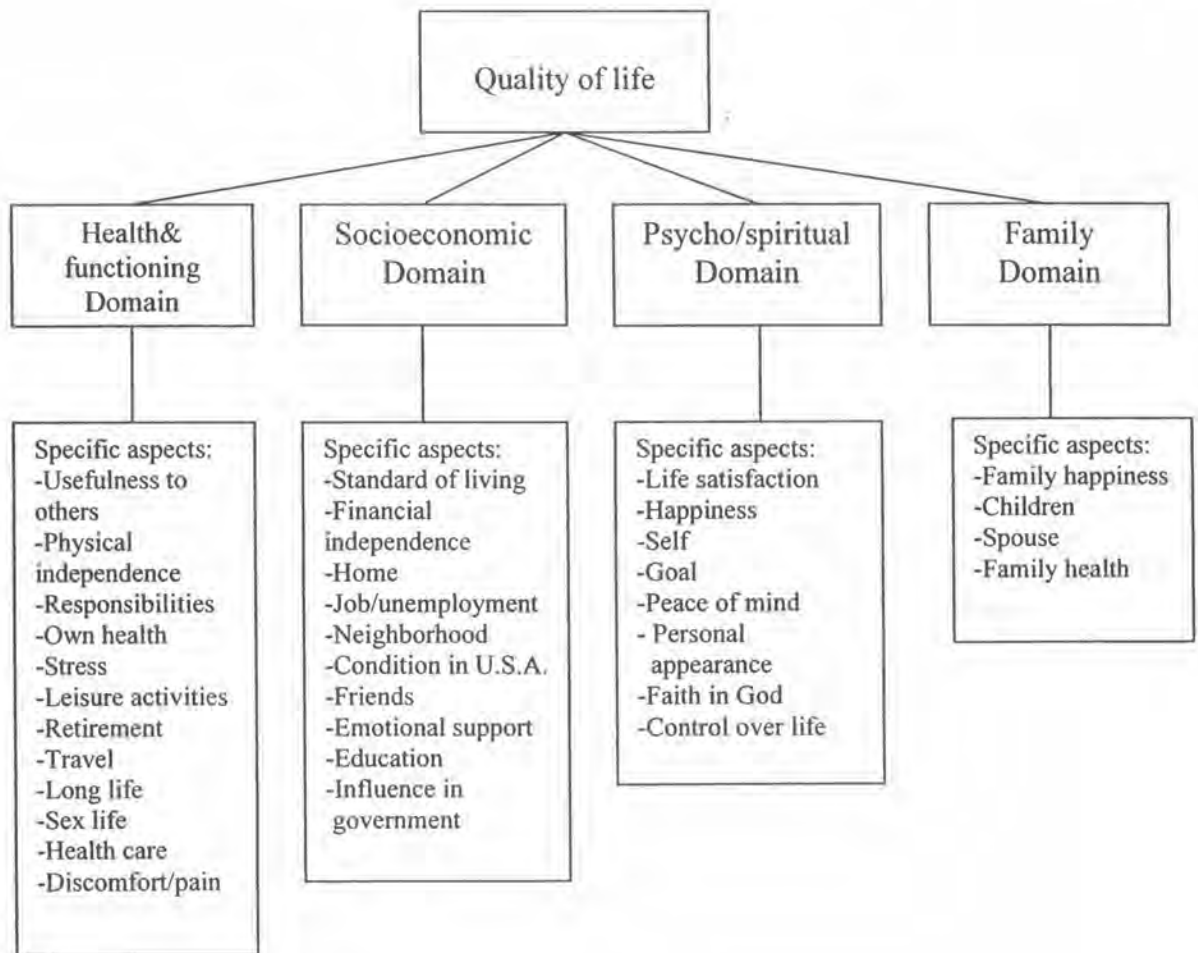 Quality of life
Health&
functioning
Domain
Socioeconomic
Domain
Psycho/spiritual
Domain
Family
Domain
Specific aspects:
-Usefulness to
others
-Physical
independence
-Responsibilities
-Own health
-Stress
-Leisure activities
-Retirement
-Travel
-Long life
-Sex life
-Health care
-Discomfort/pain
Specific aspects:
-Standard of living
-Financial
independence
-Home
-Job/unemployment
-Neighborhood
-Condition in U.S.A.
-Friends
-Emotional support
-Education
-Influence in
government
Specific aspects:
-Life satisfaction
-Happiness
-Self
-Goal
-Peace of mind
- Personal
appearance
-Faith in God
-Control over life
Specific aspects:
-Family happiness
-Children
-Spouse
-Family health